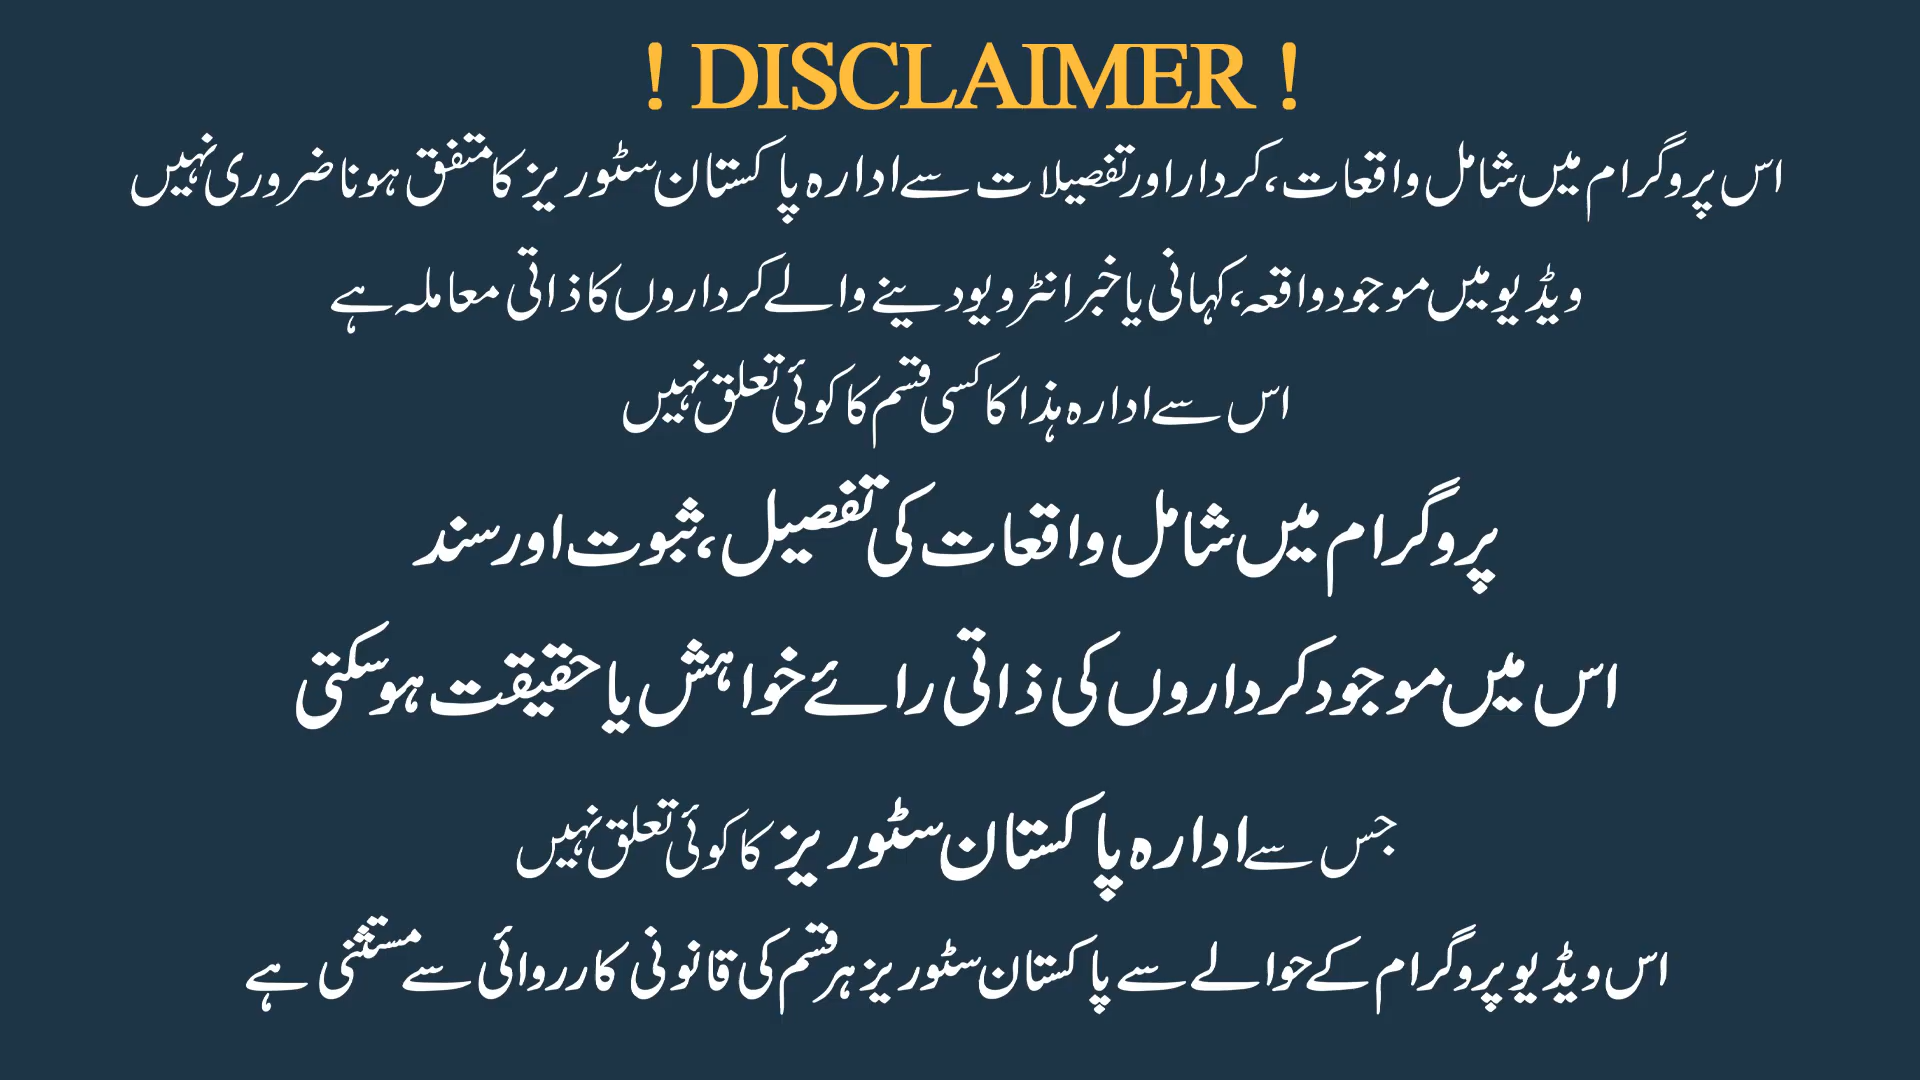 ! DISCLAIMER !
اس پروگرام میں شامل واقعات، کردار اور تفصیلات سے ادارہ پاکستان سٹوریز کا متفق ہونا ضروری نہیں
ویڈیو میں موجود واقعہ، کہانی یا خبر انٹرویو دینے والے کرداروں کا ذاتی معاملہ ہے
اس سے ادارہ ہذا کا کسی قسم کا کوئی تعلق نہیں
پروگرام میں شامل واقعات کی تفصیل، ثبوت اور سند
اس میں موجود کرداروں کی ذاتی رائے خواہش یا حقیقت ہو سکتی
جس سے ادارہ پاکستان سٹوریز کا کوئی تعلق نہیں
اس ویڈیو پروگرام کے حوالے سے پاکستان سٹوریز ہر قسم کی قانونی کارروائی سے مستثنی ہے